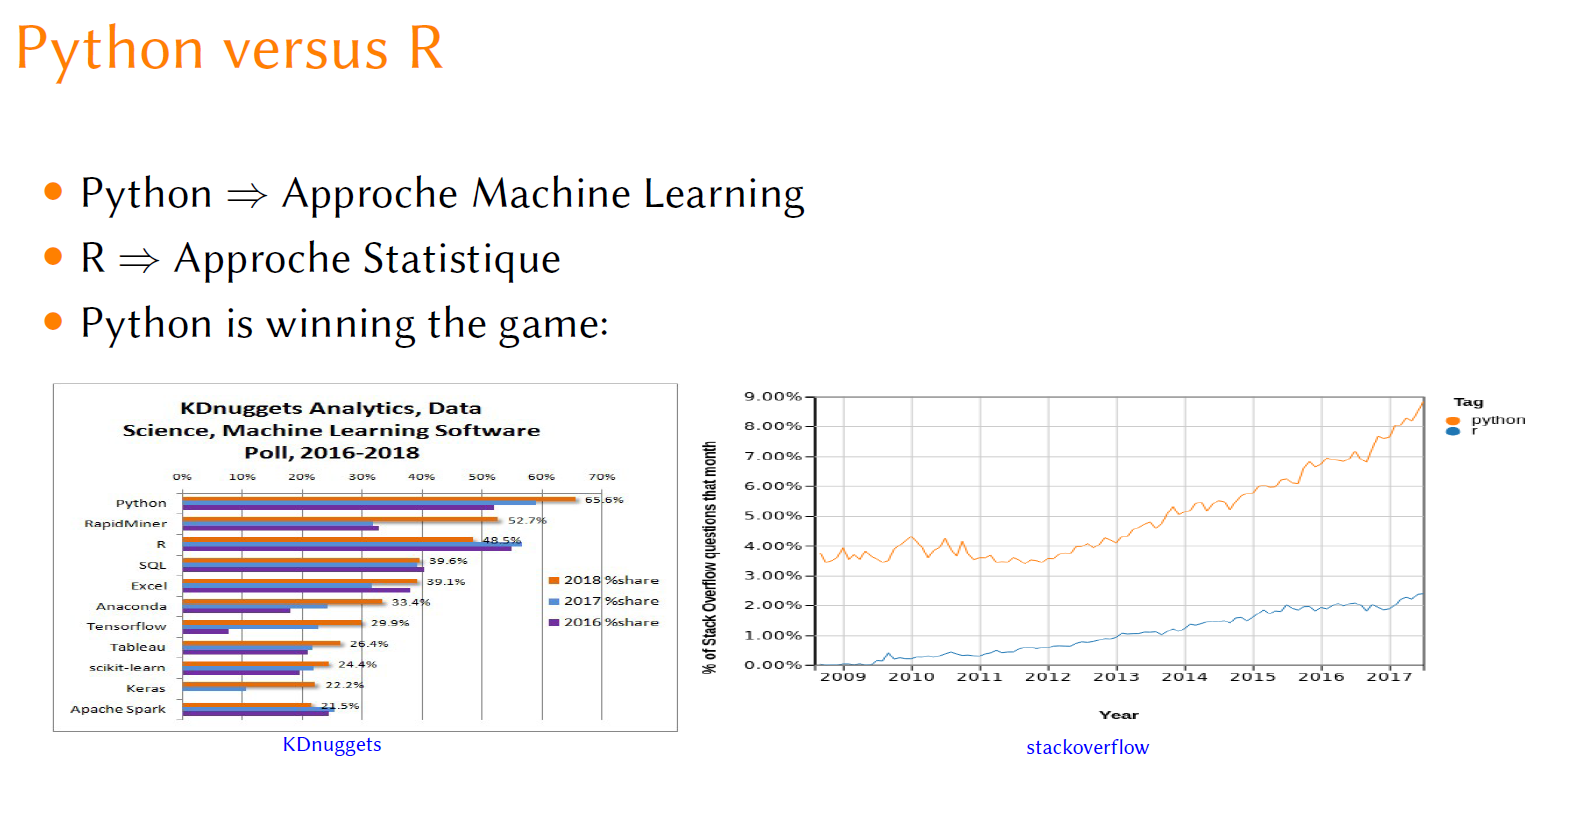 Python versus R
• Python ⇒ Approche Machine Learning
• R ⇒ Approche Statistique
• Python is winning the game:
KDnuggets Analytics, Data
Science, Machine Learning Software
Poll, 2016-2018
0% 10% 20% 30% 40% 50% 60% 70%
Python 65.6%
RapidMiner 52.7%
R 48.5%
SQL 39.6%
Excel 39.1%
Anaconda 33.4%
Tensorflow 29.9%
Tableau 26.4%
scikit-learn 24.4%
Keras 22.2%
Apache Spark 21.5%
2018 %share
2017 %share
2016 %share
KDnuggets
% of Stack Overflow questions that month
9.00%
8.00%
7.00%
6.00%
5.00%
4.00%
3.00%
2.00%
1.00%
0.00%
2009 2010 2011 2012 2013 2014 2015 2016 2017
Year
Tag
python
r
stackoverflow